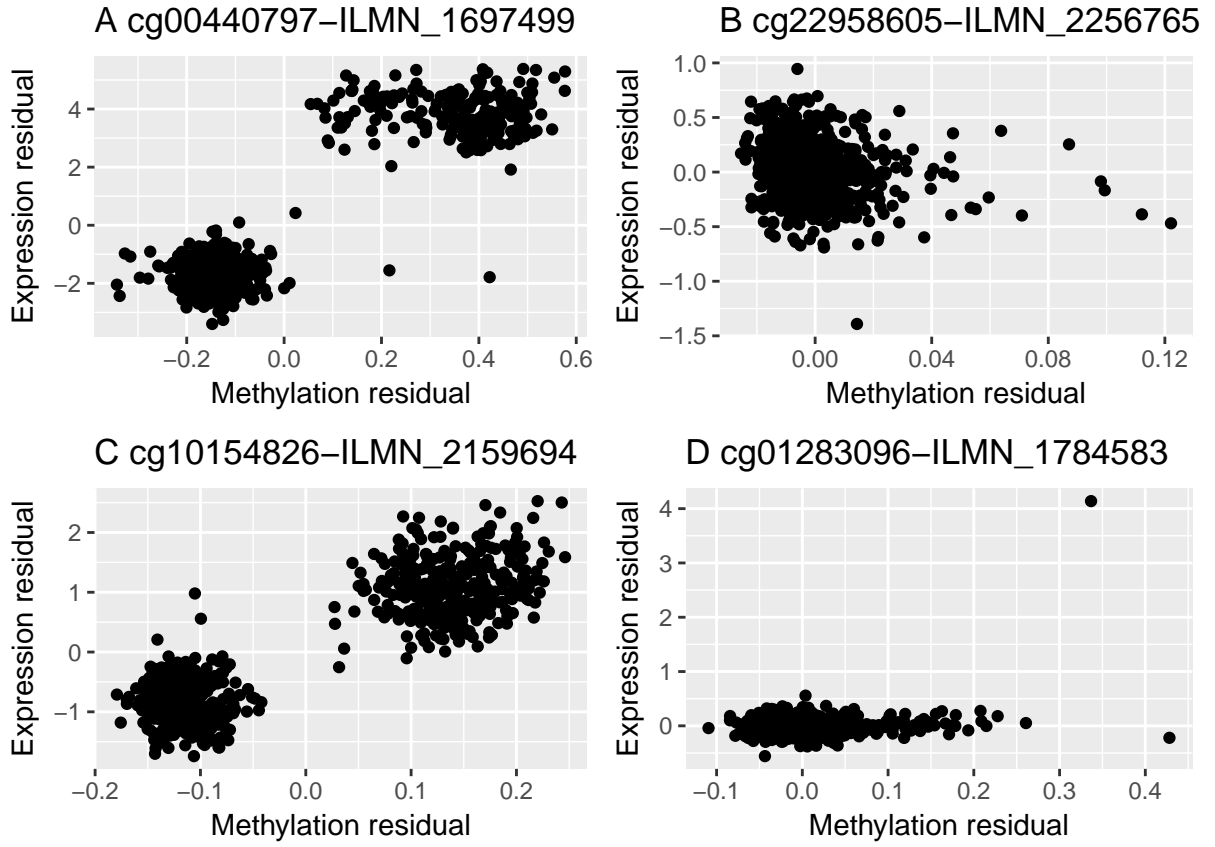 A cg00440797−ILMN_1697499
Expression residual
4
2
0
−2
−0.2 0.0 0.2 0.4 0.6
Methylation residual
B cg22958605−ILMN_2256765
Expression residual
1.0
0.5
0.0
−0.5
−1.0
−1.5
0.00 0.04 0.08 0.12
Methylation residual
C cg10154826−ILMN_2159694
Expression residual
2
1
0
−1
−0.2 −0.1 0.0 0.1 0.2
Methylation residual
D cg01283096−ILMN_1784583
Expression residual
4
3
2
1
0
−0.1 0.0 0.1 0.2 0.3 0.4
Methylation residual